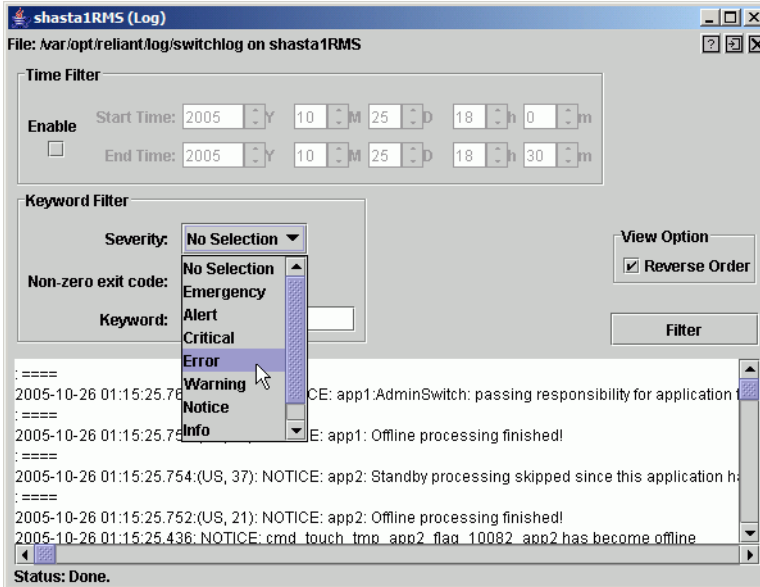 shasta1RMS (Log)
File: /var/opt/reliant/log/switchlog on shasta1RMS
Time Filter
Enable
Start Time: 2005 Y 10 M 25 D 18 h 0 m
End Time: 2005 Y 10 M 25 D 18 h 30 m
Keyword Filter
Severity: No Selection
No Selection
Emergency
Alert
Critical
Error
Warning
Notice
Info
Non-zero exit code:
Keyword:
View Option
Reverse Order
Filter
: ====
2005-10-26 01:15:25.76 CE: app1:AdminSwitch: passing responsibility for application
: ====
2005-10-26 01:15:25.75 E: app1: Offline processing finished!
: ====
2005-10-26 01:15:25.754:(US, 37): NOTICE: app2: Standby processing skipped since this application ha
: ====
2005-10-26 01:15:25.752:(US, 21): NOTICE: app2: Offline processing finished!
2005-10-26 01:15:25.436: NOTICE: cmd_touch_tmp_app2_flag_10082_app2 has become offline
Status: Done.